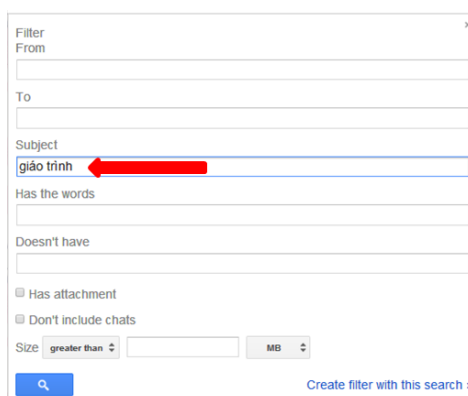 Filter
From
To
Subject
giáo trình
Has the words
Doesn't have
Has attachment
Don't include chats
Size greater than MB
Create filter with this search »